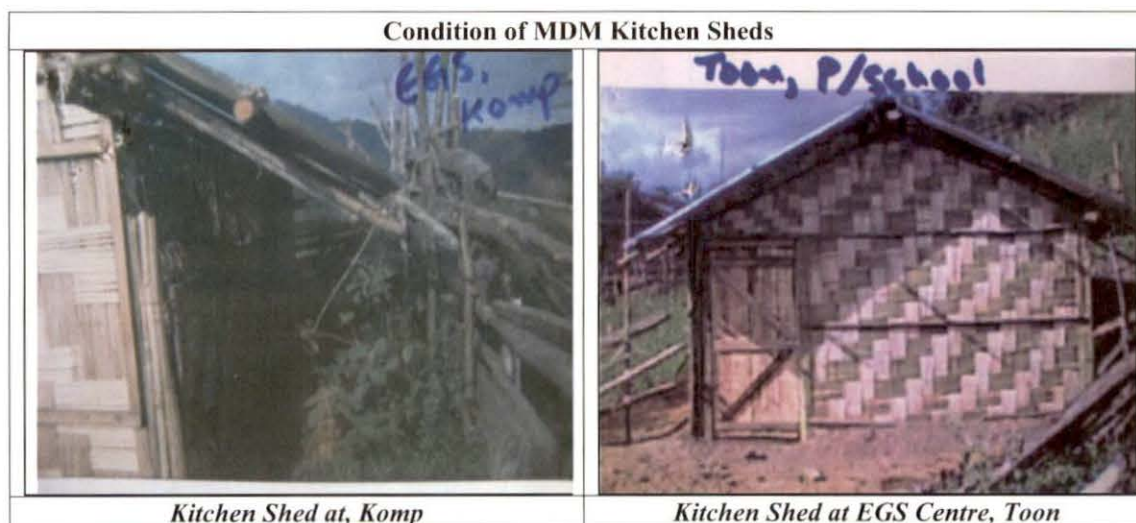 Condition of MDM Kitchen Sheds
EGS,
Komp
Toon, P/School
Kitchen Shed at, Komp
Kitchen Shed at EGS Centre, Toon